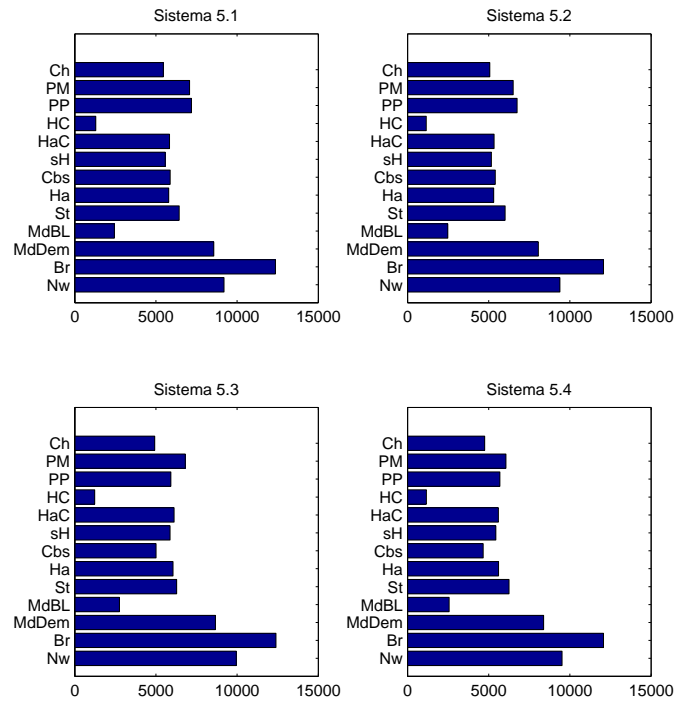 Sistema 5.1
Ch
PM
PP
HC
HaC
sH
Cbs
Ha
St
MdBL
MdDem
Br
Nw
0 5000 10000 15000
Sistema 5.2
Ch
PM
PP
HC
HaC
sH
Cbs
Ha
St
MdBL
MdDem
Br
Nw
0 5000 10000 15000
Sistema 5.3
Ch
PM
PP
HC
HaC
sH
Cbs
Ha
St
MdBL
MdDem
Br
Nw
0 5000 10000 15000
Sistema 5.4
Ch
PM
PP
HC
HaC
sH
Cbs
Ha
St
MdBL
MdDem
Br
Nw
0 5000 10000 15000